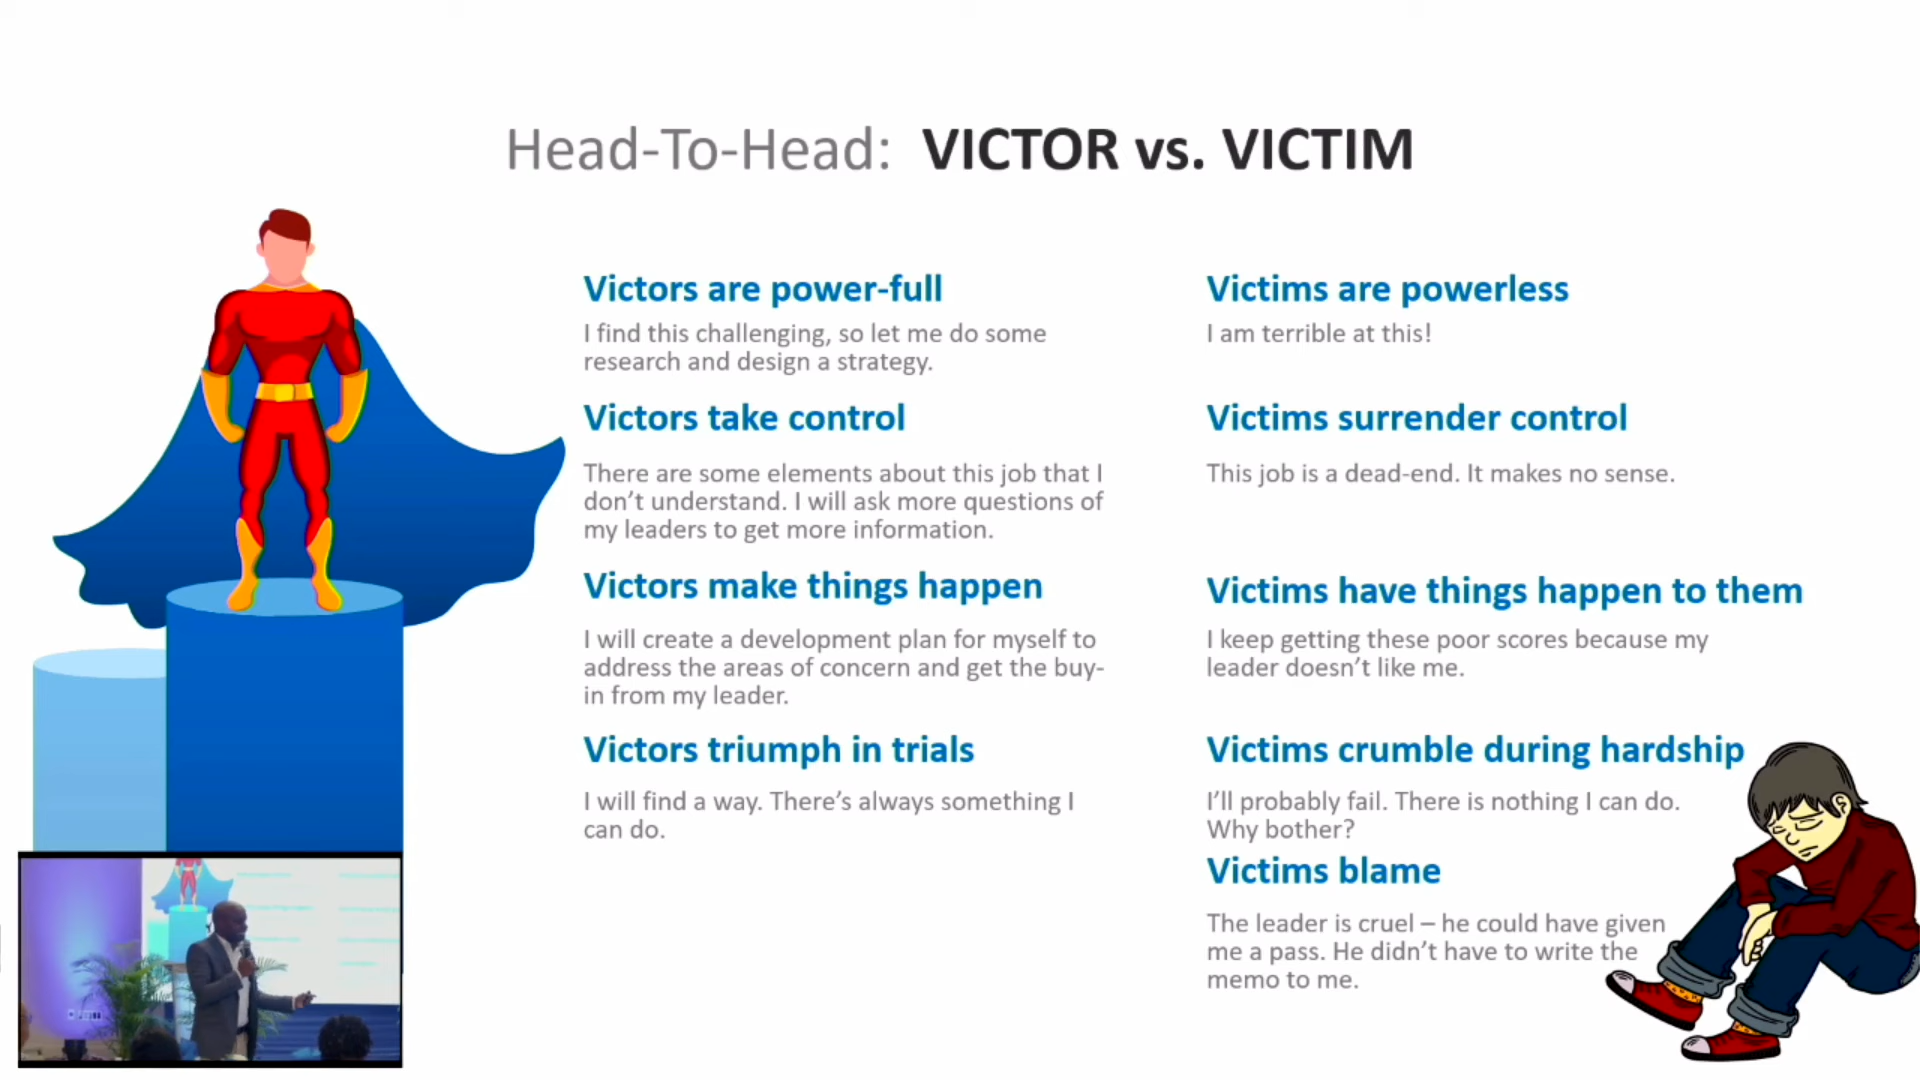 Head-To-Head: VICTOR vs. VICTIM
Victors are power-full
I find this challenging, so let me do some
research and design a strategy.
Victors take control
There are some elements about this job that I
don't understand. I will ask more questions of
my leaders to get more information.
Victors make things happen
I will create a development plan for myself to
address the areas of concern and get the buy-
in from my leader.
Victors triumph in trials
I will find a way. There's always something I
can do.
Victims are powerless
I am terrible at this!
Victims surrender control
This job is a dead-end. It makes no sense.
Victims have things happen to them
I keep getting these poor scores because my
leader doesn't like me.
Victims crumble during hardship
I'll probably fail. There is nothing I can do.
Why bother?
Victims blame
The leader is cruel – he could have given
me a pass. He didn't have to write the
memo to me.